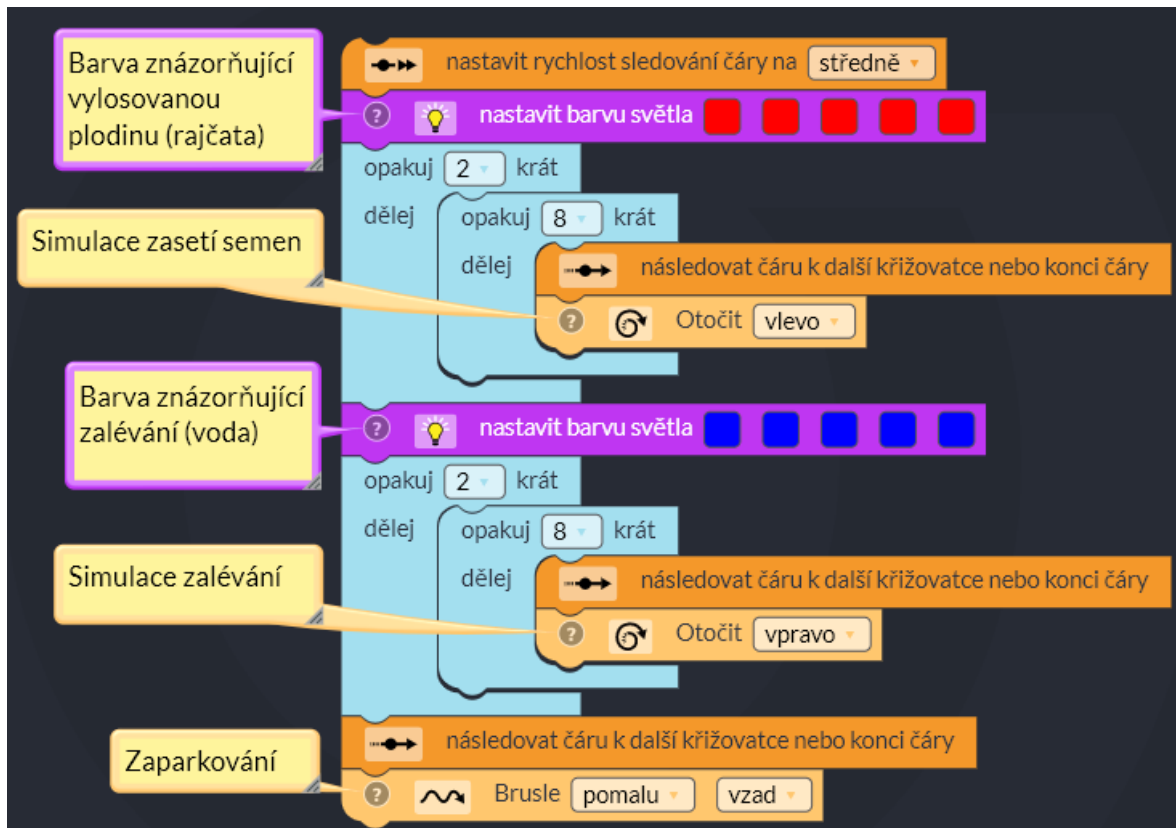 Barva znázorňující
vylosovanou
plodinu (rajčata)
nastavit rychlost sledování čáry na středně
? nastavit barvu světla
opakuj 2 krát
dělej
opakuj 8 krát
Simulace zasetí semen
dělej
následovat čáru k další křižovatce nebo konci čáry
? Otočit vlevo
Barva znázorňující
zalévání (voda)
? nastavit barvu světla
opakuj 2 krát
dělej
opakuj 8 krát
Simulace zalévání
dělej
následovat čáru k další křižovatce nebo konci čáry
? Otočit vpravo
následovat čáru k další křižovatce nebo konci čáry
Zaparkování
? Brusle pomalu vzad